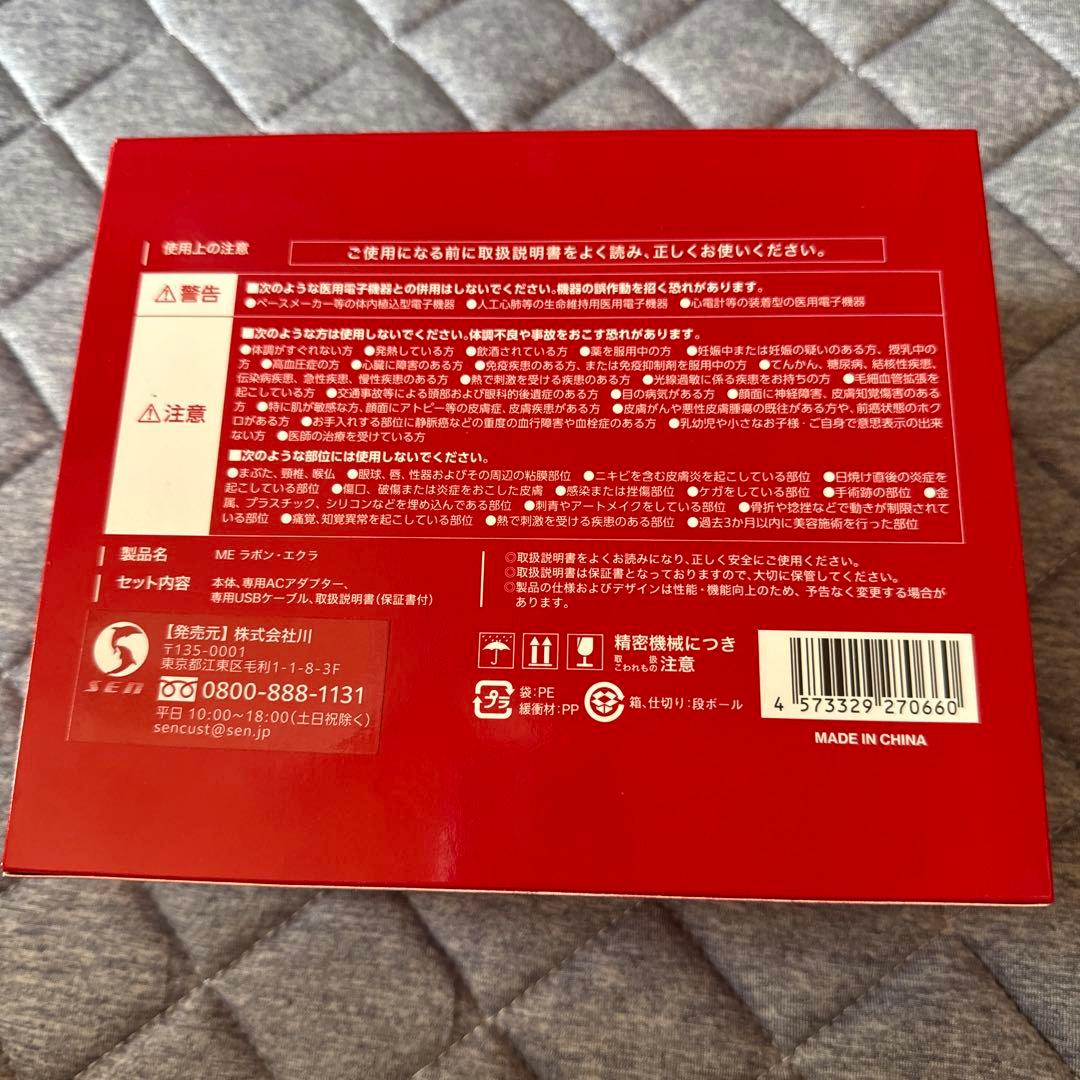 使用上の注意
ご使用になる前に取扱説明書をよく読み、正しくお使いください。
警告
■次のような医用電子機器との併用はしないでください。機器の誤作動を招く恐れがあります。
●ペースメーカー等の体内植込型電子機器 ●人工心肺等の生命維持用医用電子機器 ●心電計等の装着型の医用電子機器
注意
■次のような方は使用しないでください。体調不良や事故をおこす恐れがあります。
●体調がすぐれない方 ●発熱している方 ●飲酒されている方 ●薬を服用中の方 ●妊娠中または妊娠の疑いのある方、授乳中の
方 ●高血圧症の方 ●心臓に障害のある方 ●免疫疾患のある方、または免疫抑制剤を服用中の方 ●てんかん、糖尿病、結核性疾患、
伝染病疾患、急性疾患、慢性疾患のある方 ●熱で刺激を受ける疾患のある方 ●光線過敏に係る疾患をお持ちの方 ●毛細血管拡張を
起こしている方 ●交通事故等による頭部および眼科的後遺症のある方 ●目の病気がある方 ●顔面に神経障害、皮膚知覚傷害のある
方 ●特に肌が敏感な方、顔面にアトピー等の皮膚症、皮膚疾患がある方 ●皮膚がんや悪性皮膚腫瘍の既往がある方や、前癌状態のホク
ロがある方 ●お手入れする部位に静脈癌などの重度の血行障害や血栓症のある方 ●乳幼児や小さなお子様・ご自身で意思表示の出来
ない方 ●医師の治療を受けている方
■次のような部位には使用しないでください。
●まぶた、頸椎、喉仏 ●眼球、唇、性器およびその周辺の粘膜部位 ●ニキビを含む皮膚炎を起こしている部位 ●日焼け直後の炎症を
起こしている部位 ●傷口、破傷または炎症をおこした皮膚 ●感染または挫傷部位 ●ケガをしている部位 ●手術跡の部位 ●金
属、プラスチック、シリコンなどを埋め込んである部位 ●刺青やアートメイクをしている部位 ●骨折や捻挫などで動きが制限されて
いる部位 ●痛覚、知覚異常を起こしている部位 ●熱で刺激を受ける疾患のある部位 ●過去3か月以内に美容施術を行った部位
製品名 ME ラボン・エクラ
セット内容 本体、専用ACアダプター、
専用USBケーブル、取扱説明書(保証書付)
◎取扱説明書をよくお読みになり、正しく安全にご使用ください。
◎取扱説明書は保証書となっておりますので、大切に保管してください。
◎製品の仕様およびデザインは性能・機能向上のため、予告なく変更する場合が
あります。
SEN
【発売元】株式会社川
〒135-0001
東京都江東区毛利1-1-8-3F
0800-888-1131
平日 10:00～18:00(土日祝除く)
sencust@sen.jp
精密機械につき
取扱注意
こわれもの
プラ
袋:PE
緩衝材:PP
箱、仕切り:段ボール
4 573329 270660
MADE IN CHINA